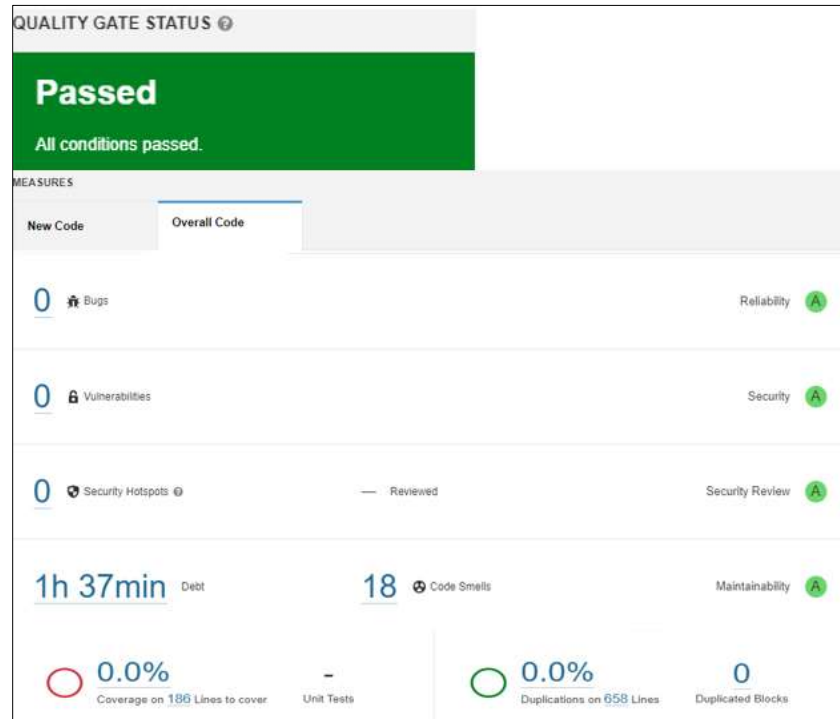 QUALITY GATE STATUS
Passed
All conditions passed.
MEASURES
New Code Overall Code
0 Bugs Reliability A
0 Vulnerabilities Security A
0 Security Hotspots — Reviewed Security Review A
1h 37min Debt 18 Code Smells Maintainability A
0.0% - 0.0% 0
Coverage on 186 Lines to cover Unit Tests Duplications on 658 Lines Duplicated Blocks